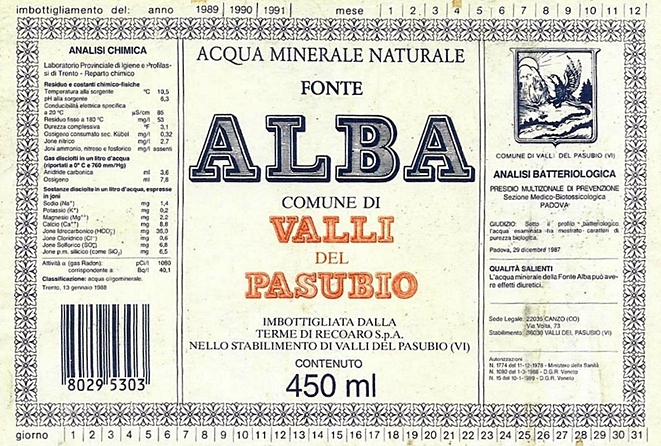 imbottigliamento del: anno 1989 1990 1991 mese 1 2 3 4 5 6 7 8 9 10 11 12
ANALISI CHIMICA
Laboratorio Provinciale di Igiene e Profilas-
si di Trento - Reparto chimico
Residuo e costanti chimico-fisiche
Temperatura alla sorgente °C 10,5
pH alla sorgente 6,3
Conducibilità elettrica specifica
a 20 °C µS/cm 85
Residuo fisso a 180 °C mg/l 53
Durezza complessiva °F 3,1
Ossigeno consumato sec. Kübel mg/l 0,32
Jone nitrico mg/l 2,7
Joni ammonio, nitroso e fosforico mg/l assenti
Gas disciolti in un litro d'acqua
(riportati a 0° C e 760 mm/Hg)
Anidride carbonica ml 3,6
Ossigeno ml 7,8
Sostanze disciolte in un litro d'acqua, espresse
in joni
Sodio (Na⁺) mg 1,4
Potassio (K⁺) mg 0,2
Magnesio (Mg⁺⁺) mg 2,2
Calcio (Ca⁺⁺) mg 8,8
Jone Idrocarbonico (HCO₃⁻) mg 36,0
Jone Cloridrico (Cl⁻) mg 0,6
Jone Solforico (SO₄⁼) mg 6,8
Jone p.m. silicico (come SiO₂) mg 6,5
Attività α (gas Radon): pCi/l 1080
corrispondente a Bq/l 40,1
Classificazione: acqua oligominerale.
Trento, 13 gennaio 1988
8029 5303
ACQUA MINERALE NATURALE
FONTE
ALBA
COMUNE DI
VALLI
DEL
PASUBIO
IMBOTTIGLIATA DALLA
TERME DI RECOARO S.p.A.
NELLO STABILIMENTO DI VALLI DEL PASUBIO (VI)
CONTENUTO
450 ml
COMUNE DI VALLI DEL PASUBIO (VI)
ANALISI BATTERIOLOGICA
PRESIDIO MULTIZONALE DI PREVENZIONE
Sezione Medico-Biotossicologica
PADOVA
GIUDIZIO: Sotto il profilo batteriologico
l'acqua esaminata ha mostrato caratteri di
purezza biologica.
Padova, 29 dicembre 1987
QUALITÀ SALIENTI
L'acqua minerale della Fonte Alba può ave-
re effetti diuretici.
Sede Legale: 22035 CANZO (CO)
Via Volta, 73
Stabilimento: 36030 VALLI DEL PASUBIO (VI)
Autorizzazioni
N. 1774 del 11-12-1978 - Ministero della Sanità
N. 1080 del 1-3-1988 - D.G.R. Veneto
N. 15 del 10-1-1989 - D.G.R. Veneto
giorno 1 2 3 4 5 6 7 8 9 10 11 12 13 14 15 16 17 18 19 20 21 22 23 24 25 26 27 28 29 30 31